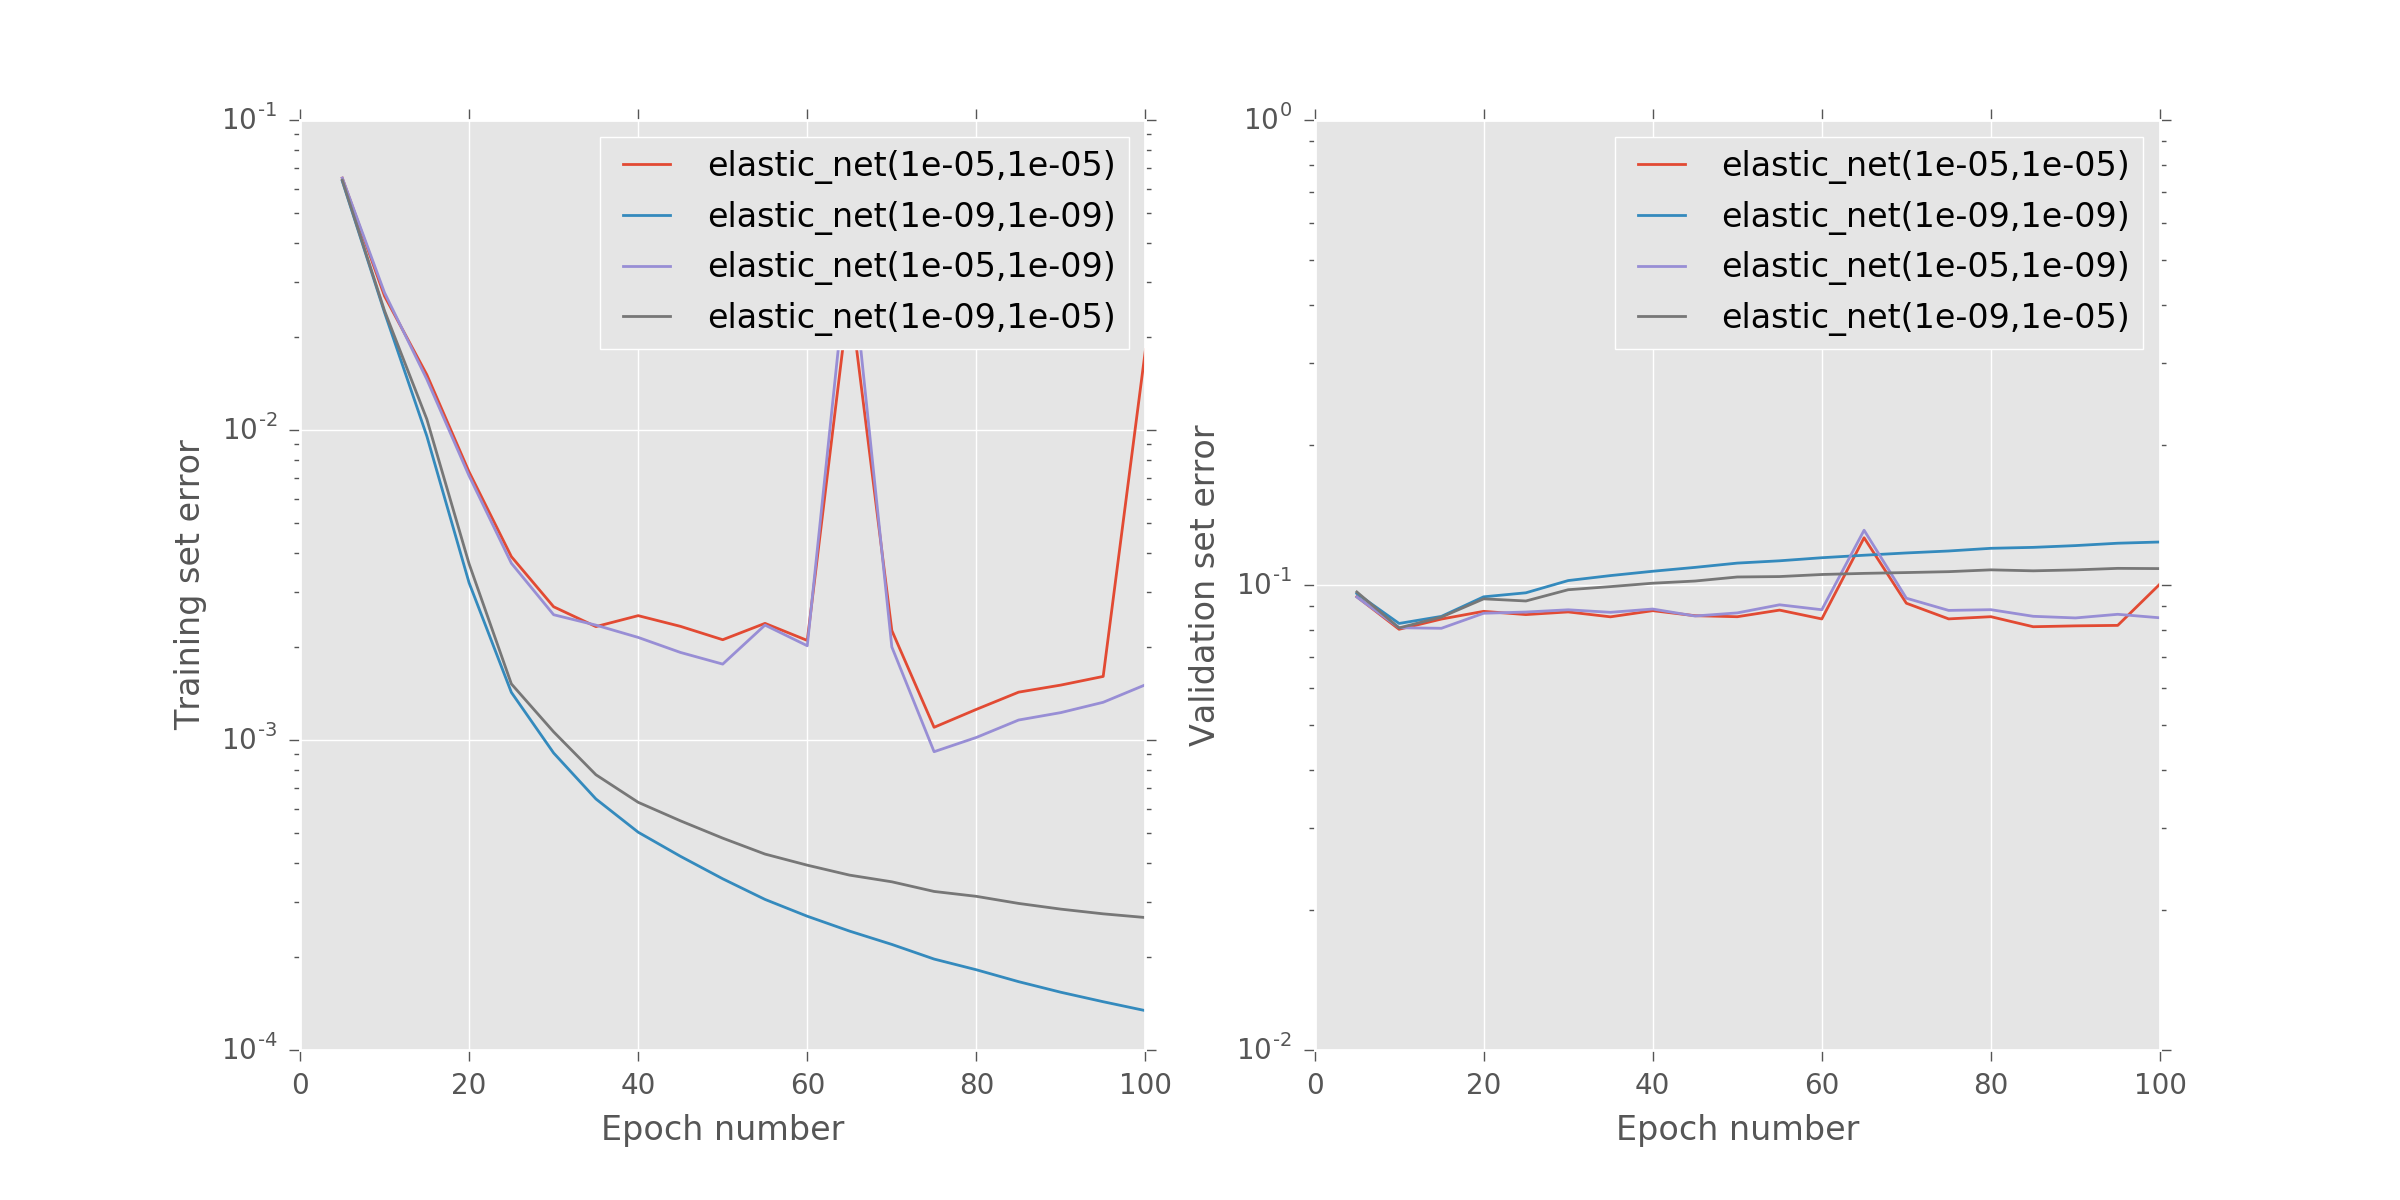 10^-1
10^-2
10^-3
10^-4
Training set error
elastic_net(1e-05,1e-05)
elastic_net(1e-09,1e-09)
elastic_net(1e-05,1e-09)
elastic_net(1e-09,1e-05)
0 20 40 60 80 100
Epoch number
10^0
10^-1
10^-2
Validation set error
elastic_net(1e-05,1e-05)
elastic_net(1e-09,1e-09)
elastic_net(1e-05,1e-09)
elastic_net(1e-09,1e-05)
0 20 40 60 80 100
Epoch number